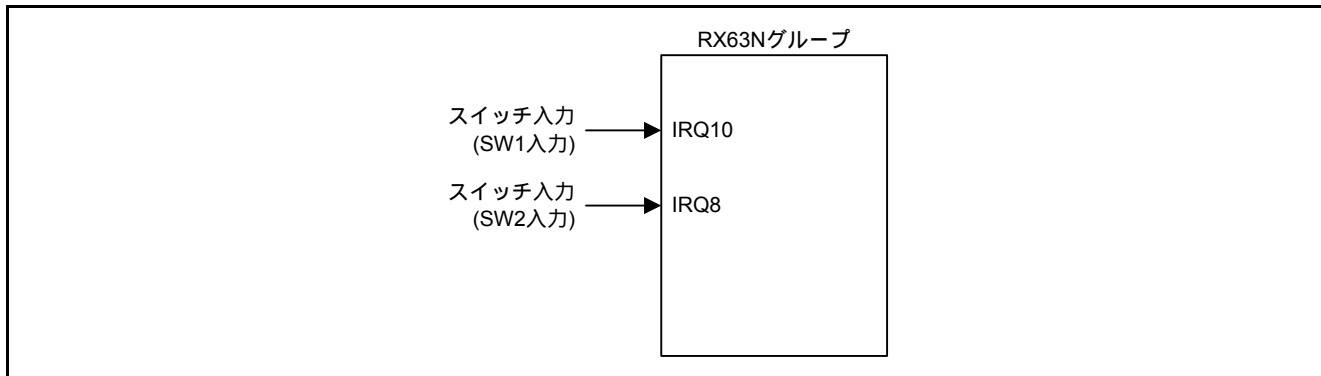 RX63Nグループ
スイッチ入力
(SW1入力)
IRQ10
スイッチ入力
(SW2入力)
IRQ8